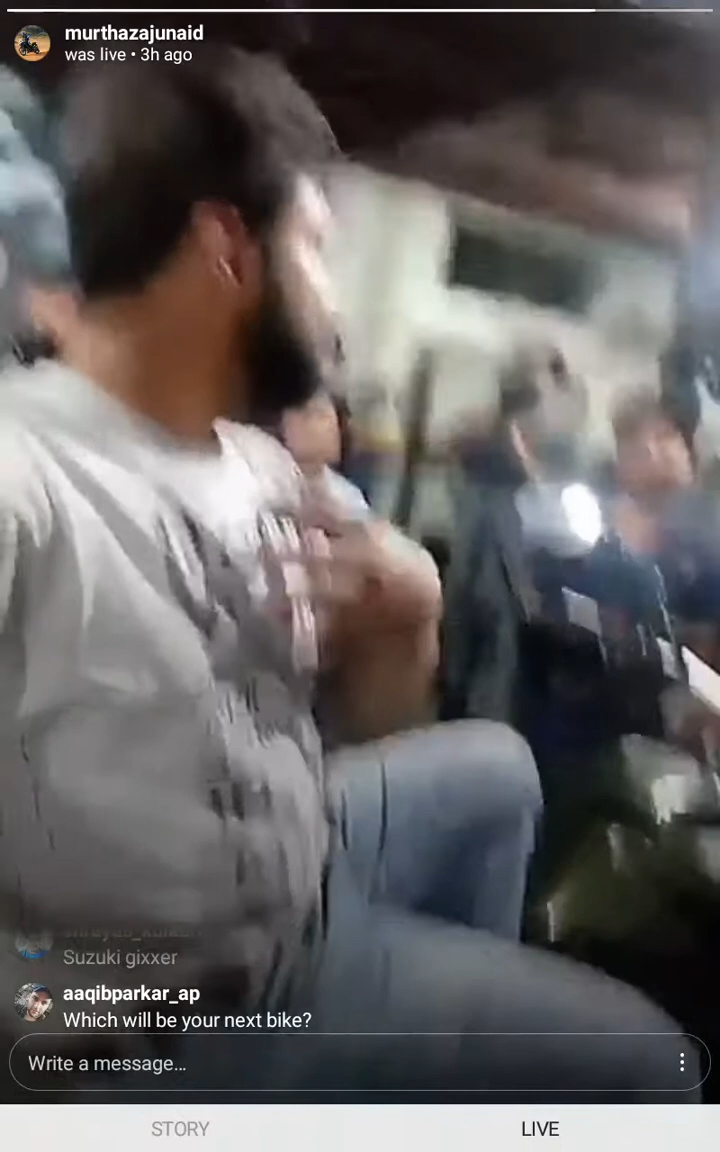 murthazajunaid
was live • 3h ago
Suzuki gixxer
aaqibparkar_ap
Which will be your next bike?
Write a message...
STORY
LIVE